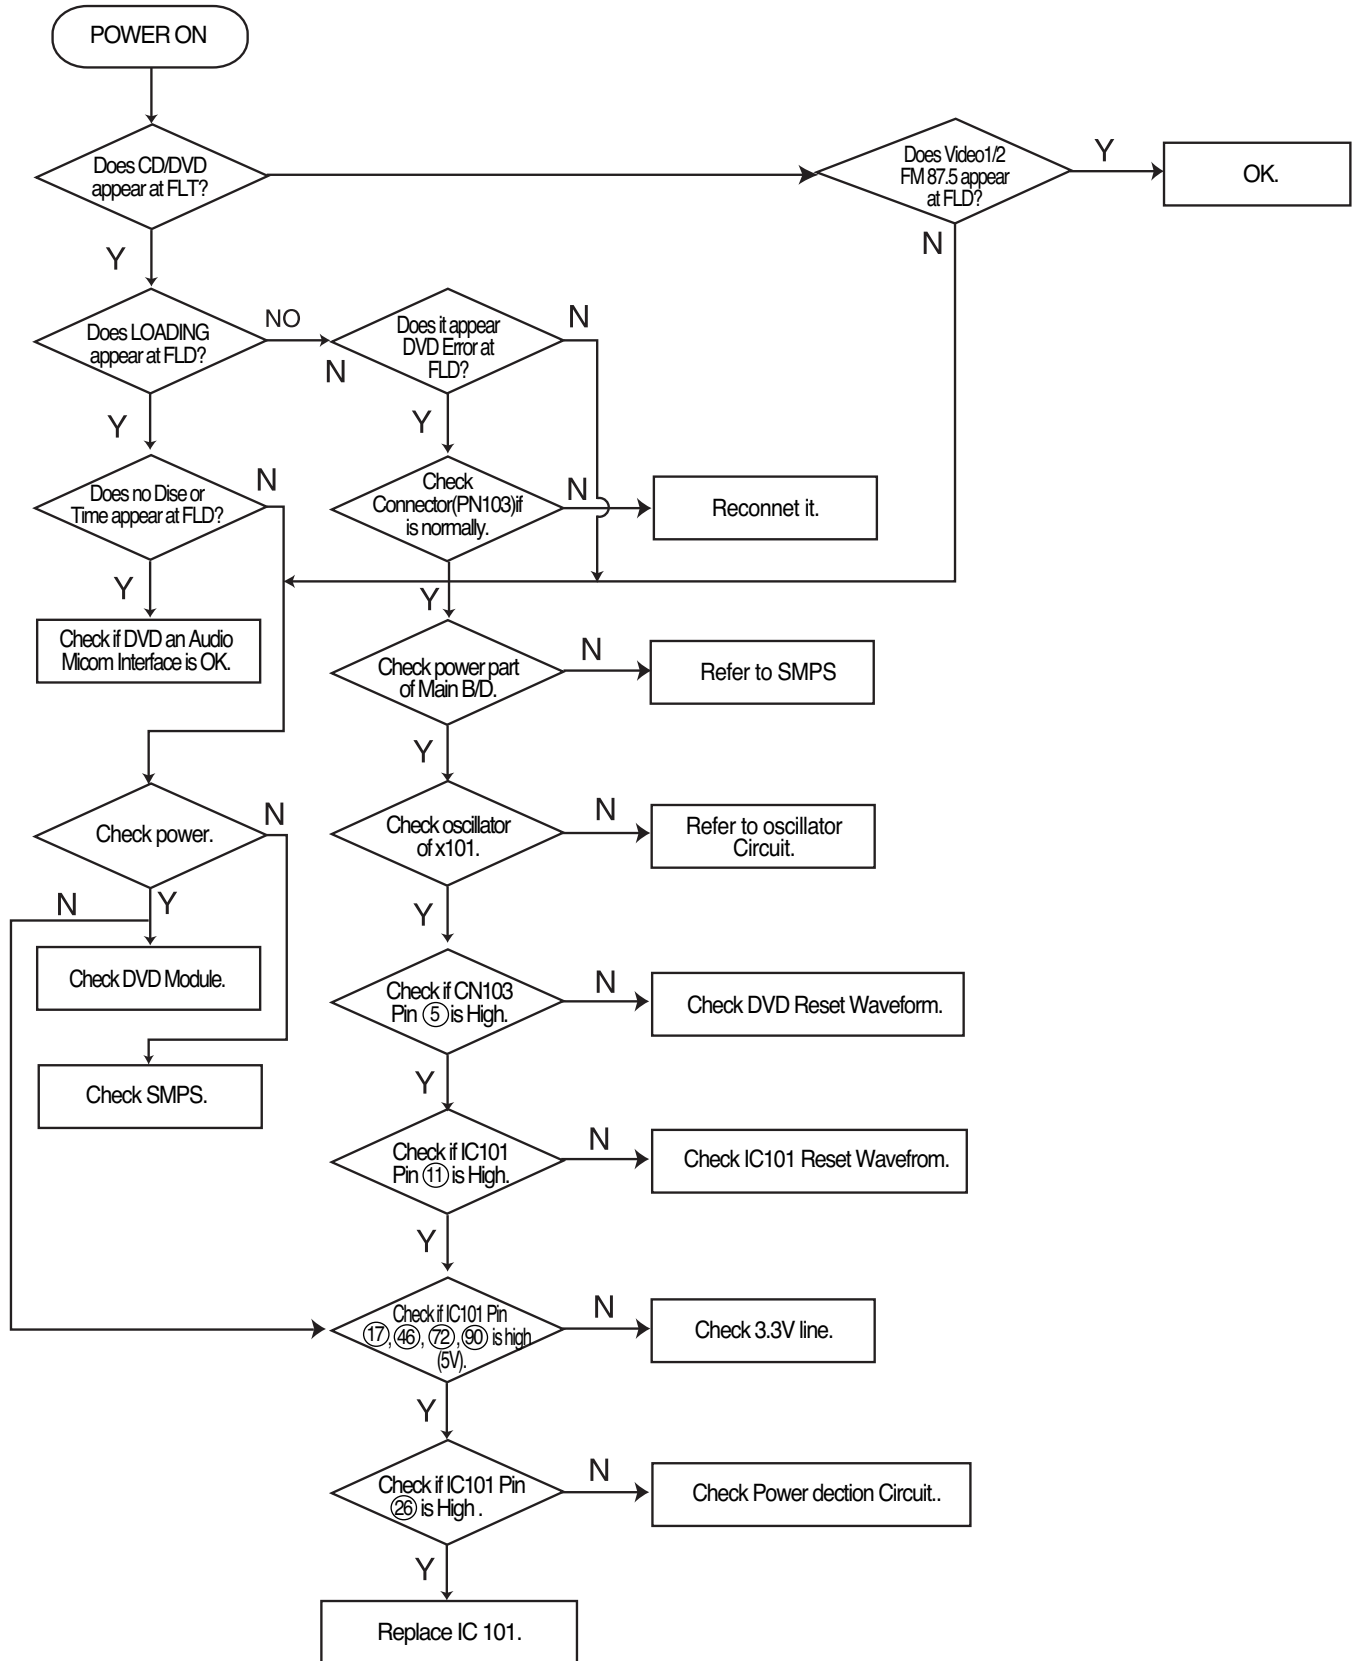 POWER ON
Does CD/DVD
appear at FLT?
Does Video1/2
FM 87.5 appear
at FLD?
Y
OK.
N
Y
Does LOADING
appear at FLD?
NO
N
Does it appear
DVD Error at
FLD?
N
Y
Y
Does no Dise or
Time appear at FLD?
N
Check
Connector(PN103)if
is normally.
N
Reconnet it.
Y
Y
Check if DVD an Audio
Micom Interface is OK.
Check power part
of Main B/D.
N
Refer to SMPS
Y
Check power.
N
Check oscillator
of x101.
N
Refer to oscillator
Circuit.
N
Y
Y
Check DVD Module.
Check if CN103
Pin ⑤ is High.
N
Check DVD Reset Waveform.
Check SMPS.
Y
Check if IC101
Pin ⑪ is High.
N
Check IC101 Reset Wavefrom.
Y
Check if IC101 Pin
⑰, ㊻, 72, 90 is high
(5V).
N
Check 3.3V line.
Y
Check if IC101 Pin
㉖ is High .
N
Check Power dection Circuit..
Y
Replace IC 101.